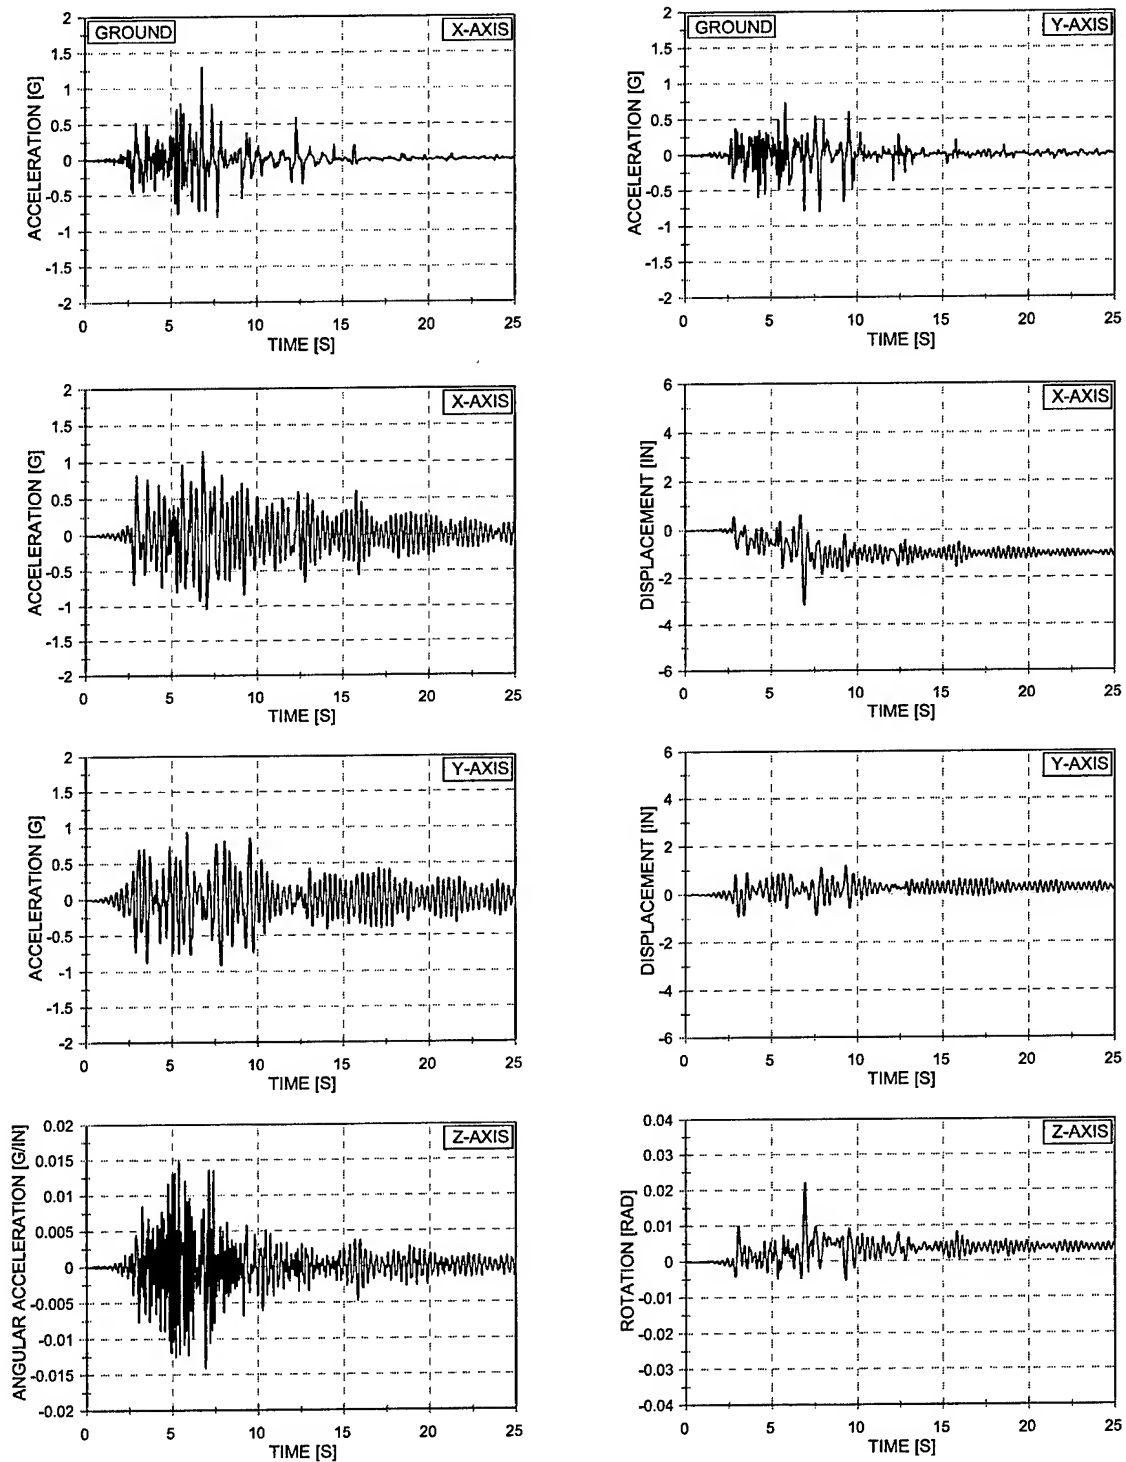 GROUND
X-AXIS
ACCELERATION [G]
2
1.5
1
0.5
0
-0.5
-1
-1.5
-2
0 5 10 15 20 25
TIME [S]
GROUND
Y-AXIS
ACCELERATION [G]
2
1.5
1
0.5
0
-0.5
-1
-1.5
-2
0 5 10 15 20 25
TIME [S]
X-AXIS
ACCELERATION [G]
2
1.5
1
0.5
0
-0.5
-1
-1.5
-2
0 5 10 15 20 25
TIME [S]
X-AXIS
DISPLACEMENT [IN]
6
4
2
0
-2
-4
-6
0 5 10 15 20 25
TIME [S]
Y-AXIS
ACCELERATION [G]
2
1.5
1
0.5
0
-0.5
-1
-1.5
-2
0 5 10 15 20 25
TIME [S]
Y-AXIS
DISPLACEMENT [IN]
6
4
2
0
-2
-4
-6
0 5 10 15 20 25
TIME [S]
Z-AXIS
ANGULAR ACCELERATION [G/IN]
0.02
0.015
0.01
0.005
0
-0.005
-0.01
-0.015
-0.02
0 5 10 15 20 25
TIME [S]
Z-AXIS
ROTATION [RAD]
0.04
0.03
0.02
0.01
0
-0.01
-0.02
-0.03
-0.04
0 5 10 15 20 25
TIME [S]